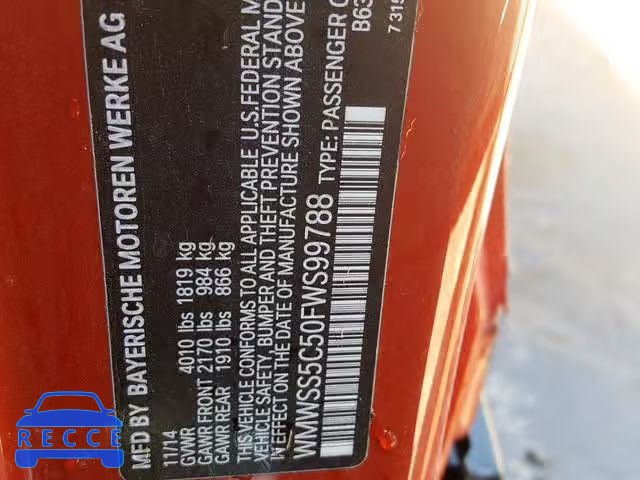 MFD BY BAYERISCHE MOTOREN WERKE AG
11/14
GVWR 4010 lbs 1819 kg
GAWR FRONT 2170 lbs 984 kg
GAWR REAR 1910 lbs 866 kg
THIS VEHICLE CONFORMS TO ALL APPLICABLE U.S. FEDERAL M
VEHICLE SAFETY, BUMPER AND THEFT PREVENTION STAND
IN EFFECT ON THE DATE OF MANUFACTURE SHOWN ABOVE
WMWSS5C50FWS99788 TYPE: PASSENGER C
B63
7315
RECCE